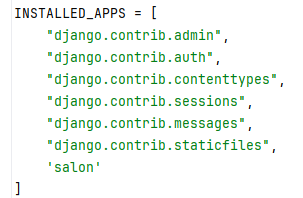 INSTALLED_APPS = [
    "django.contrib.admin",
    "django.contrib.auth",
    "django.contrib.contenttypes",
    "django.contrib.sessions",
    "django.contrib.messages",
    "django.contrib.staticfiles",
    'salon'
]